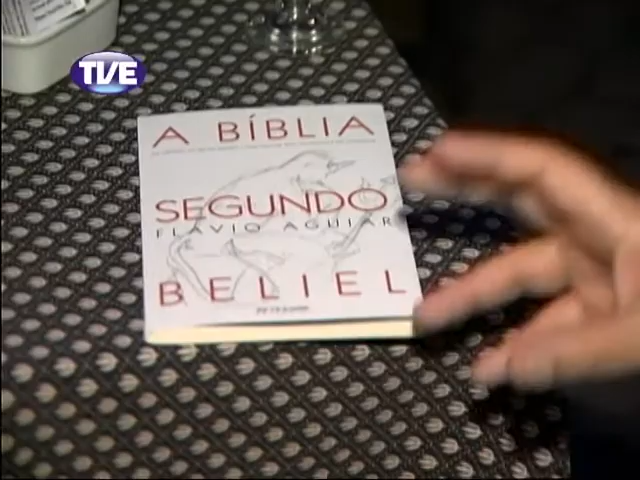 TVE
A BÍBLIA
SEGUNDO
FLÁVIO AGUIAR
BELIEL